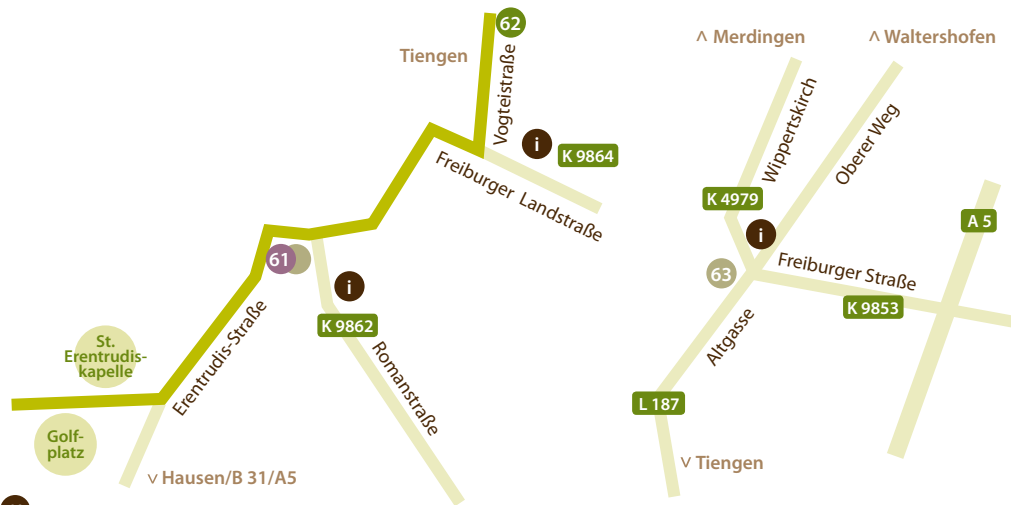 62
Tiengen
Vogteistraße
i
K 9864
Freiburger Landstraße
61
i
K 9862
Erentrudis-Straße
Romanstraße
St.
Erentrudis-
kapelle
Golf-
platz
˅ Hausen/B 31/A5
^ Merdingen
^ Waltershofen
Wippertskirch
Oberer Weg
K 4979
i
A 5
63
Freiburger Straße
K 9853
Altgasse
L 187
˅ Tiengen